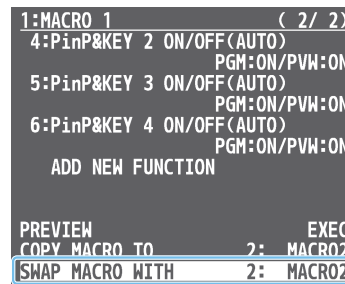 1:MACRO 1 ( 2/ 2)
4:PinP&KEY 2 ON/OFF(AUTO)
PGM:ON/PVW:ON
5:PinP&KEY 3 ON/OFF(AUTO)
PGM:ON/PVW:ON
6:PinP&KEY 4 ON/OFF(AUTO)
PGM:ON/PVW:ON
ADD NEW FUNCTION
PREVIEW EXEC
COPY MACRO TO 2: MACRO2
SWAP MACRO WITH 2: MACRO2